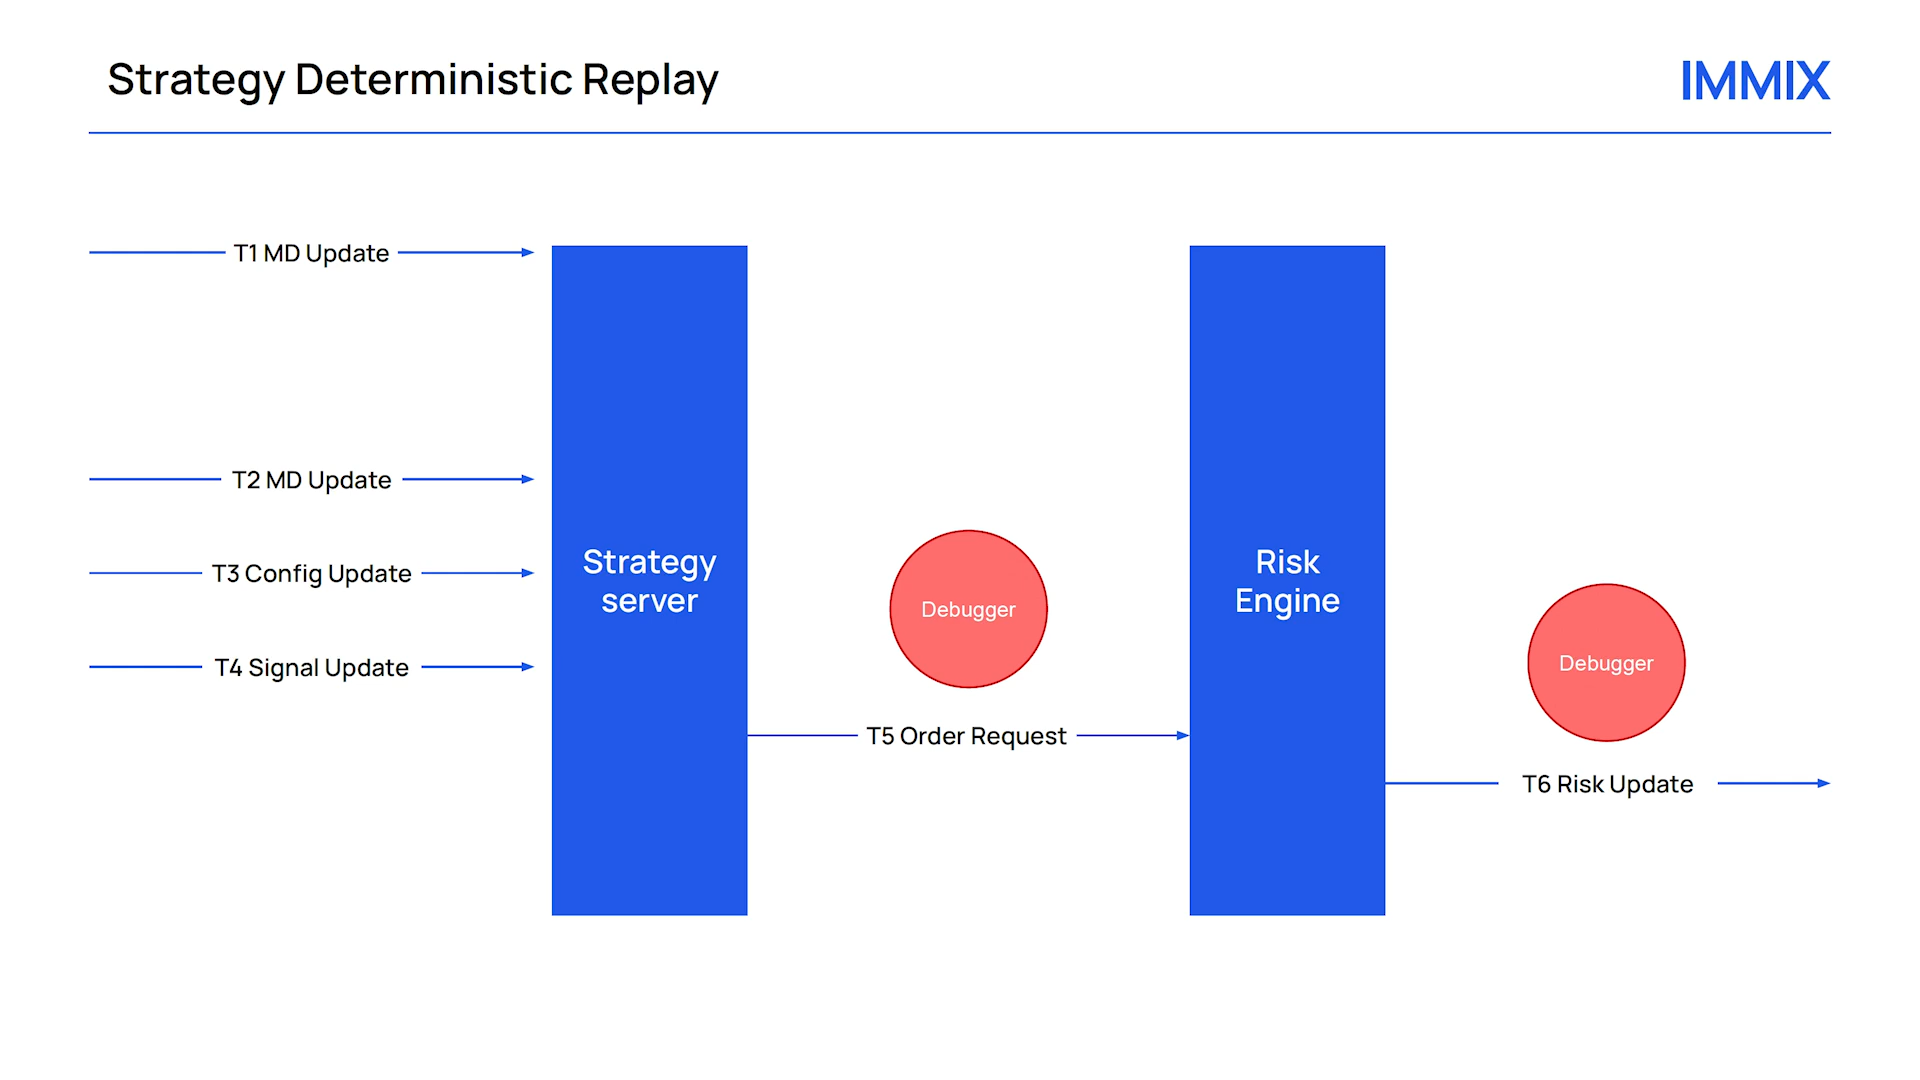 Strategy Deterministic Replay
IMMIX
T1 MD Update
T2 MD Update
T3 Config Update
T4 Signal Update
Strategy
server
Debugger
T5 Order Request
Risk
Engine
Debugger
T6 Risk Update